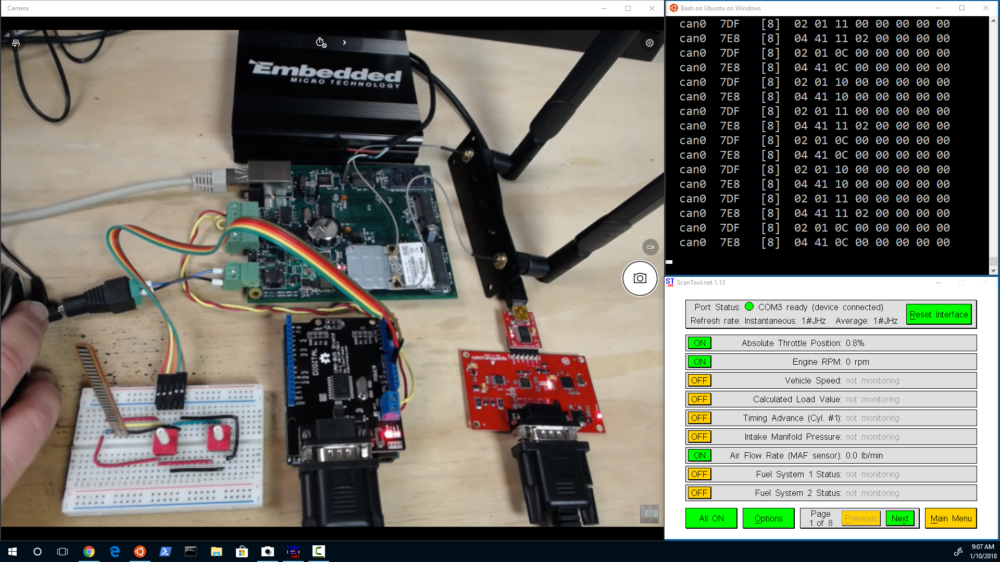 Camera
Embedded
MICRO TECHNOLOGY
DIGITAL
CAN-BUS Shield
POWER
sparkfun.com
Bash on Ubuntu on Windows
can0 7DF [8] 02 01 11 00 00 00 00 00
can0 7E8 [8] 04 41 11 02 00 00 00 00
can0 7DF [8] 02 01 0C 00 00 00 00 00
can0 7E8 [8] 04 41 0C 00 00 00 00 00
can0 7DF [8] 02 01 10 00 00 00 00 00
can0 7E8 [8] 04 41 10 00 00 00 00 00
can0 7DF [8] 02 01 11 00 00 00 00 00
can0 7E8 [8] 04 41 11 02 00 00 00 00
can0 7DF [8] 02 01 0C 00 00 00 00 00
can0 7E8 [8] 04 41 0C 00 00 00 00 00
can0 7DF [8] 02 01 10 00 00 00 00 00
can0 7E8 [8] 04 41 10 00 00 00 00 00
can0 7DF [8] 02 01 11 00 00 00 00 00
can0 7E8 [8] 04 41 11 02 00 00 00 00
can0 7DF [8] 02 01 0C 00 00 00 00 00
can0 7E8 [8] 04 41 0C 00 00 00 00 00
ST .net ScanTool.net 1.13
Port Status: COM3 ready (device connected)
Refresh rate: Instantaneous: 1.#JHz Average: 1.#JHz
Reset Interface
ON Absolute Throttle Position: 0.8%
ON Engine RPM: 0 rpm
OFF Vehicle Speed: not monitoring
OFF Calculated Load Value: not monitoring
OFF Timing Advance (Cyl. #1): not monitoring
OFF Intake Manifold Pressure: not monitoring
ON Air Flow Rate (MAF sensor): 0.0 lb/min
OFF Fuel System 1 Status: not monitoring
OFF Fuel System 2 Status: not monitoring
All ON
Options
Page
1 of 8
Previous
Next
Main Menu
9:07 AM
1/10/2018